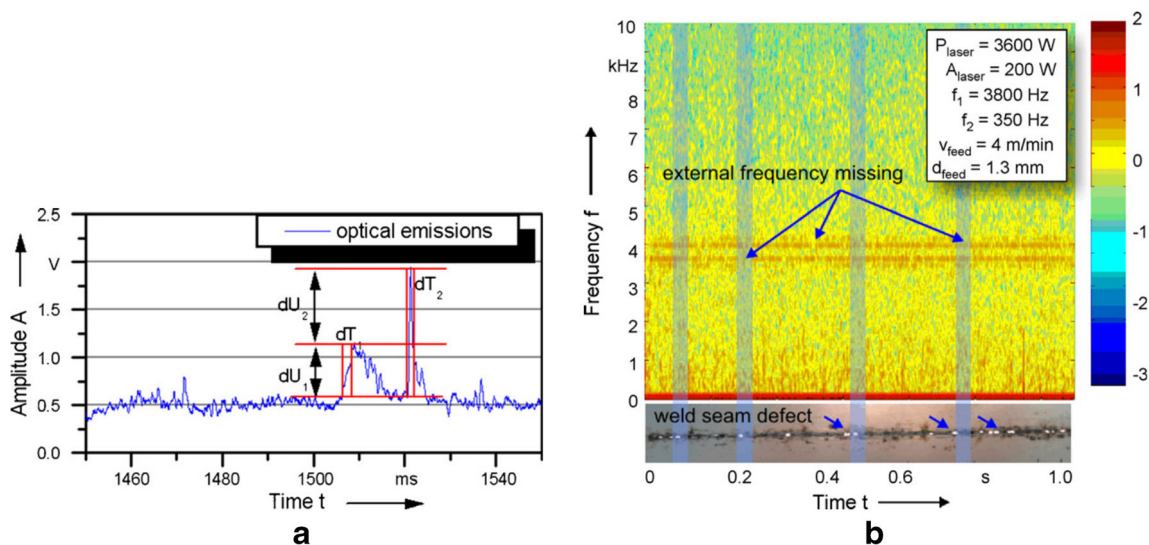 2.5
V
1.5
1.0
0.5
0.0
Amplitude A
optical emissions
dU2
dT2
dT1
dU1
1460
1480
1500
ms
1540
Time t
a
10
kHz
8
7
6
5
4
3
2
1
0
Frequency f
Plaser = 3600 W
Alaser = 200 W
f1 = 3800 Hz
f2 = 350 Hz
vfeed = 4 m/min
dfeed = 1.3 mm
external frequency missing
weld seam defect
0
0.2
0.4
0.6
s
1.0
Time t
b
2
1
0
-1
-2
-3